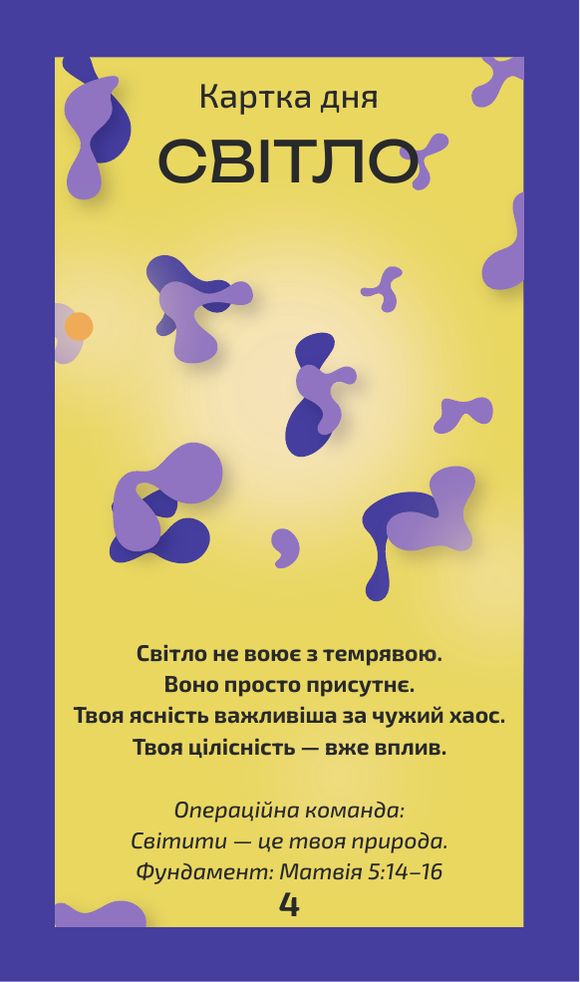 Картка дня
СВІТЛО
Світло не воює з темрявою.
Воно просто присутнє.
Твоя ясність важливіша за чужий хаос.
Твоя цілісність — вже вплив.
Операційна команда:
Світити — це твоя природа.
Фундамент: Матвія 5:14–16
4